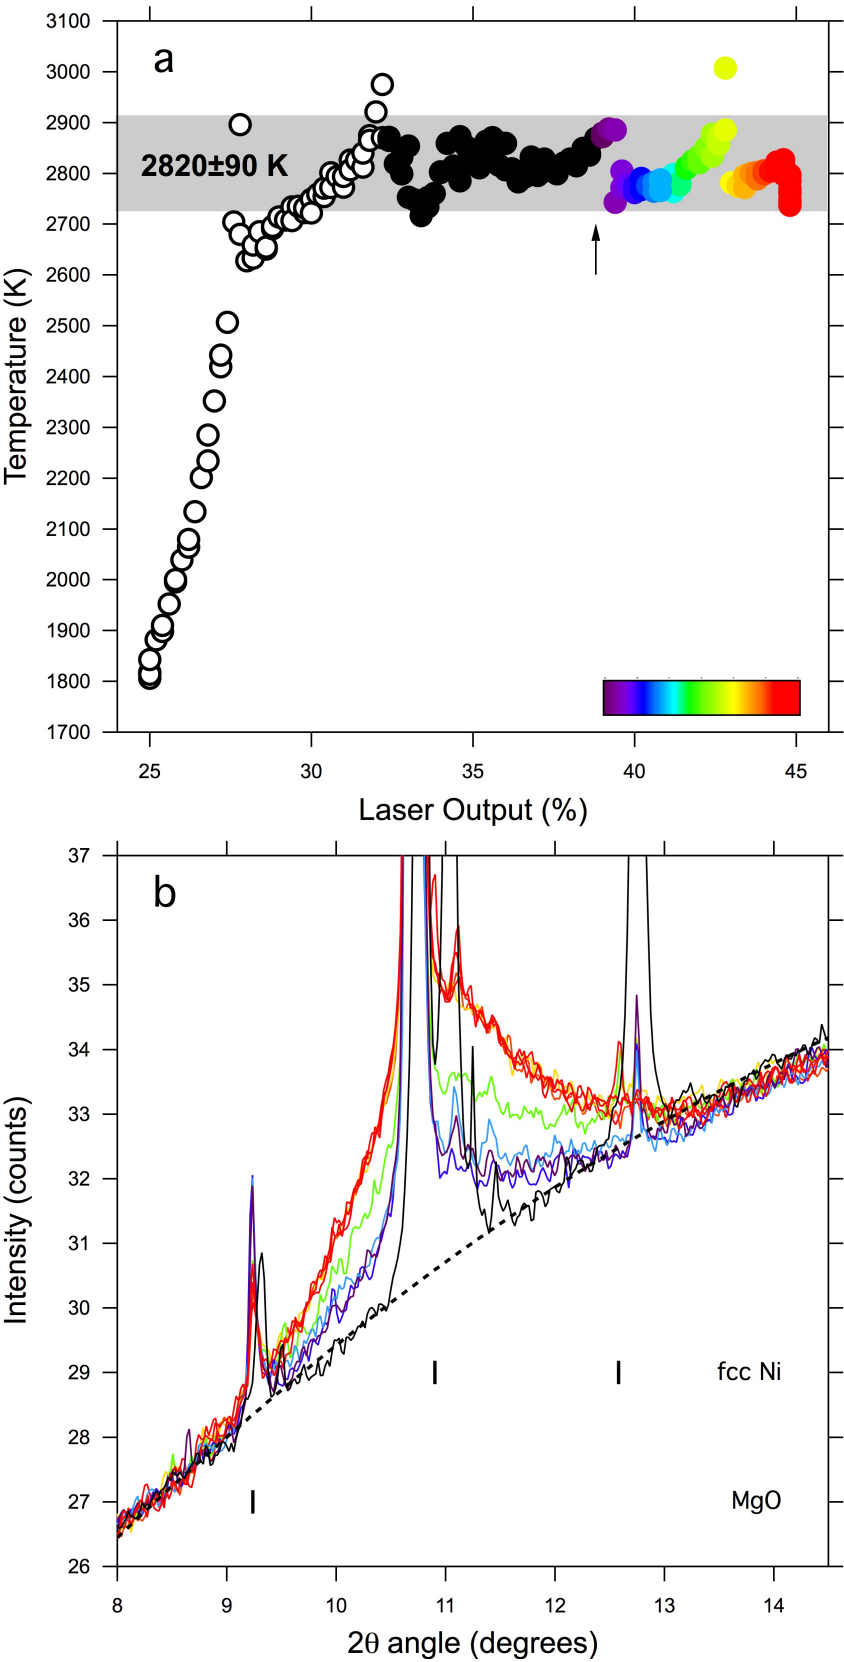 3100
a
3000
2900
2820±90 K
2800
2700
2600
2500
2400
2300
2200
2100
2000
1900
1800
1700
Temperature (K)
25 30 35 40 45
Laser Output (%)
37
b
36
35
34
33
32
31
30
29
fcc Ni
28
27
MgO
26
Intensity (counts)
8 9 10 11 12 13 14
2θ angle (degrees)